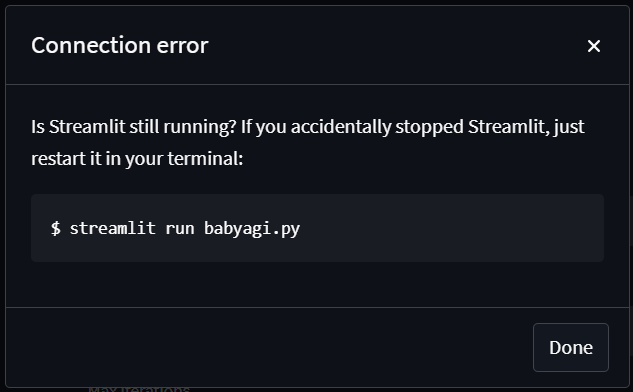 Connection error
×
Is Streamlit still running? If you accidentally stopped Streamlit, just
restart it in your terminal:
$ streamlit run babyagi.py
Done
Max Iterations